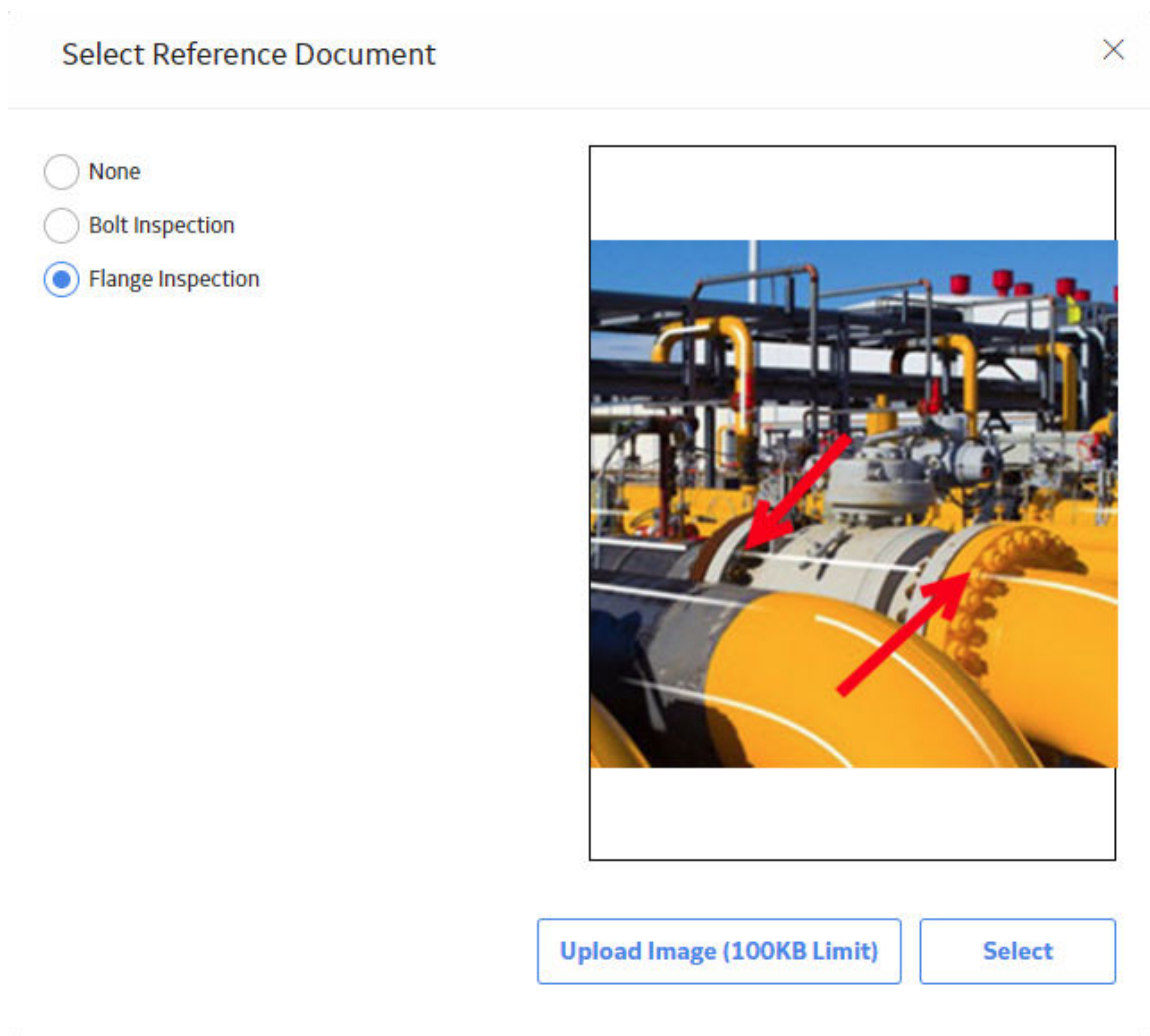 Select Reference Document
None
Bolt Inspection
Flange Inspection
Upload Image (100KB Limit)
Select